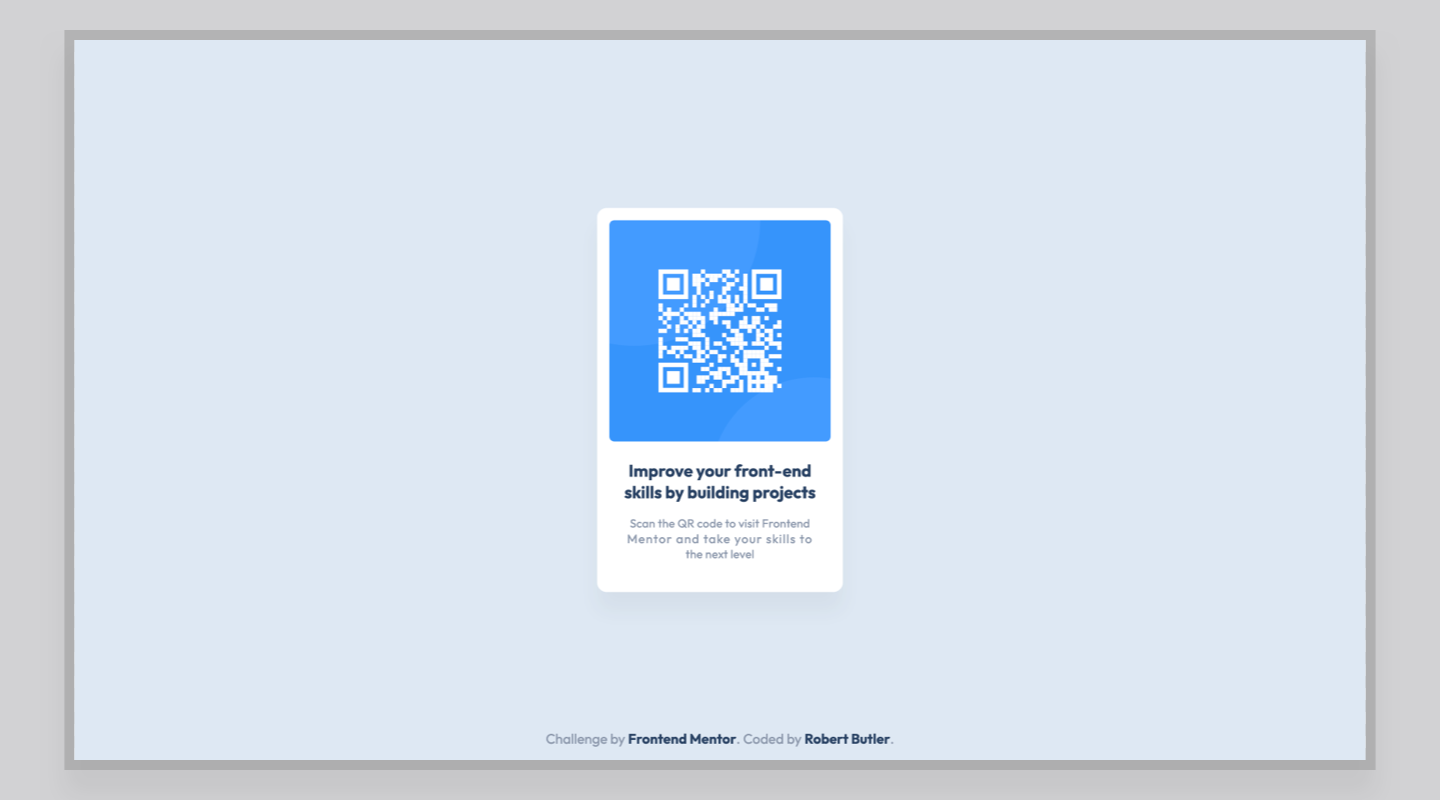 Improve your front-end
skills by building projects
Scan the QR code to visit Frontend
Mentor and take your skills to
the next level
Challenge by Frontend Mentor. Coded by Robert Butler.